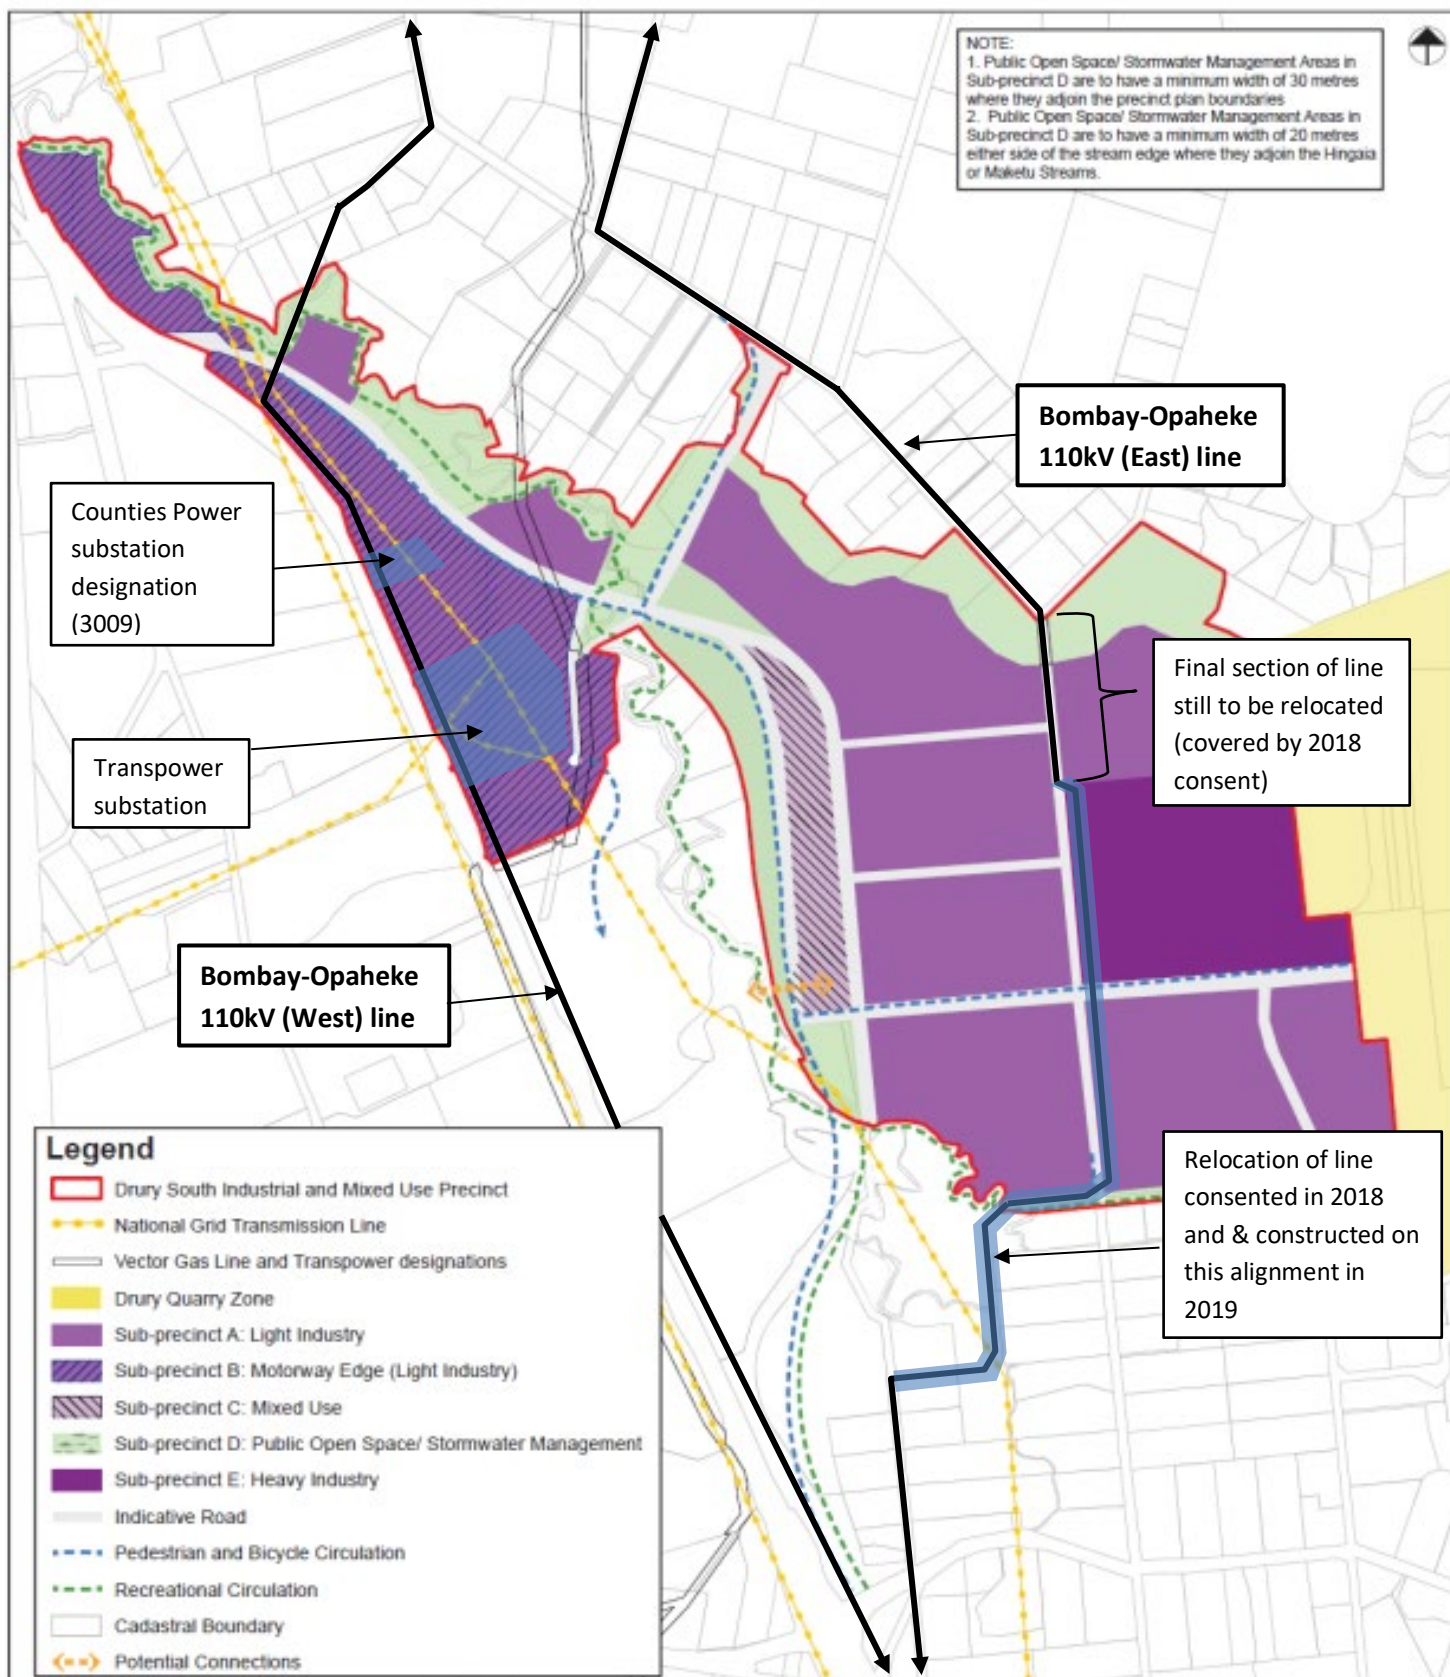 NOTE:
1. Public Open Space/ Stormwater Management Areas in
Sub-precinct D are to have a minimum width of 30 metres
where they adjoin the precinct plan boundaries
2. Public Open Space/ Stormwater Management Areas in
Sub-precinct D are to have a minimum width of 20 metres
either side of the stream edge where they adjoin the Hingaia
or Maketu Streams.
Bombay-Opaheke
110kV (East) line
Counties Power
substation
designation
(3009)
Final section of line
still to be relocated
(covered by 2018
consent)
Transpower
substation
Bombay-Opaheke
110kV (West) line
Relocation of line
consented in 2018
and & constructed on
this alignment in
2019
Legend
Drury South Industrial and Mixed Use Precinct
National Grid Transmission Line
Vector Gas Line and Transpower designations
Drury Quarry Zone
Sub-precinct A: Light Industry
Sub-precinct B: Motorway Edge (Light Industry)
Sub-precinct C: Mixed Use
Sub-precinct D: Public Open Space/ Stormwater Management
Sub-precinct E: Heavy Industry
Indicative Road
Pedestrian and Bicycle Circulation
Recreational Circulation
Cadastral Boundary
Potential Connections